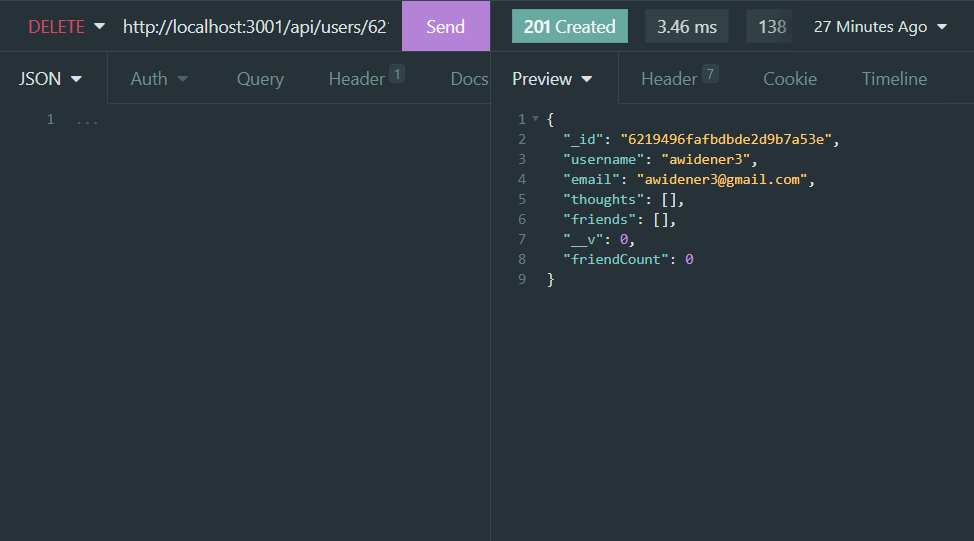 DELETE http://localhost:3001/api/users/62 Send 201 Created 3.46 ms 138 27 Minutes Ago
JSON Auth Query Header 1 Docs Preview Header 7 Cookie Timeline
1 ...
1 {
2 "_id": "6219496fafbdbde2d9b7a53e",
3 "username": "awidener3",
4 "email": "awidener3@gmail.com",
5 "thoughts": [],
6 "friends": [],
7 "__v": 0,
8 "friendCount": 0
9 }